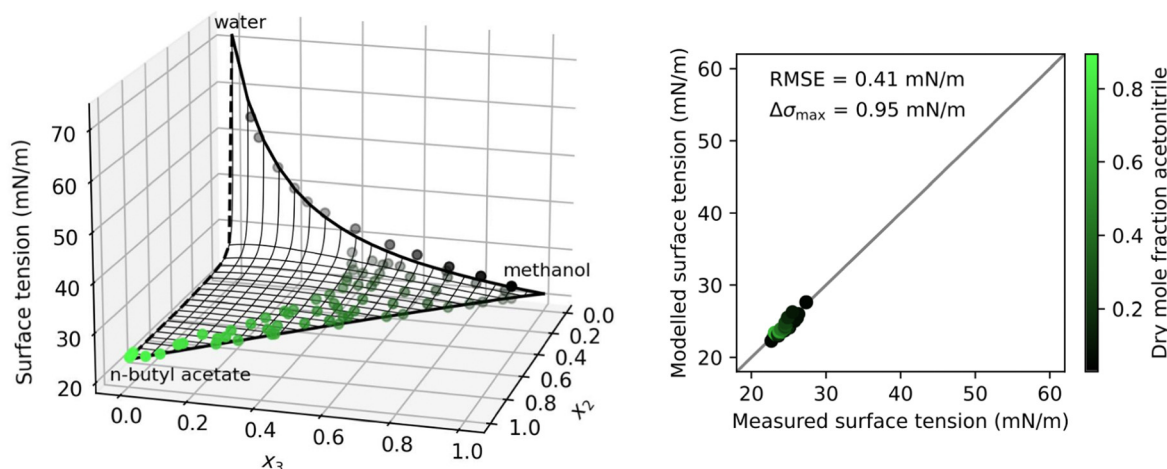 water
methanol
n-butyl acetate
Surface tension (mN/m)
70
60
50
40
30
20
0.0
0.2
0.4
0.6
0.8
1.0
x3
0.0
0.2
0.4
0.6
0.8
1.0
x2
RMSE = 0.41 mN/m
Δσmax = 0.95 mN/m
Modelled surface tension (mN/m)
60
50
40
30
20
20
30
40
50
60
Measured surface tension (mN/m)
0.8
0.6
0.4
0.2
Dry mole fraction acetonitrile